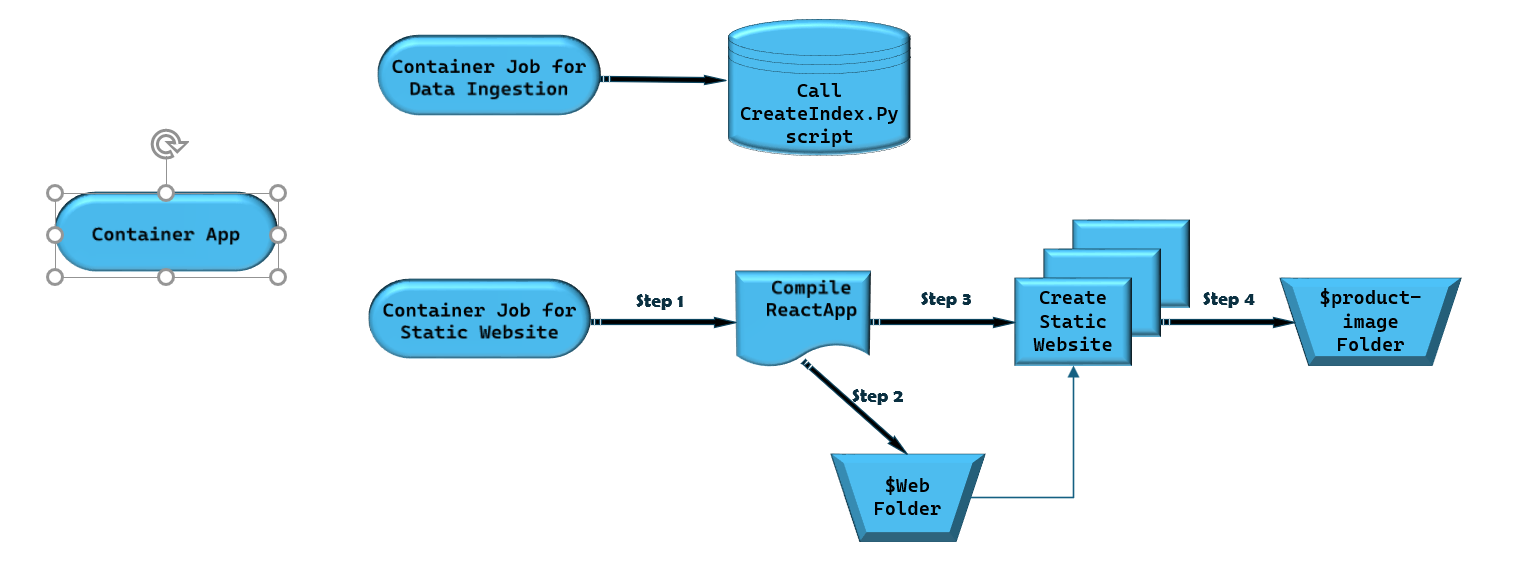 Container Job for
Data Ingestion
Call
CreateIndex.Py
script
Container App
Container Job for
Static Website
Step 1
Compile
ReactApp
Step 3
Create
Static
Website
Step 4
$product-
image
Folder
Step 2
$Web
Folder